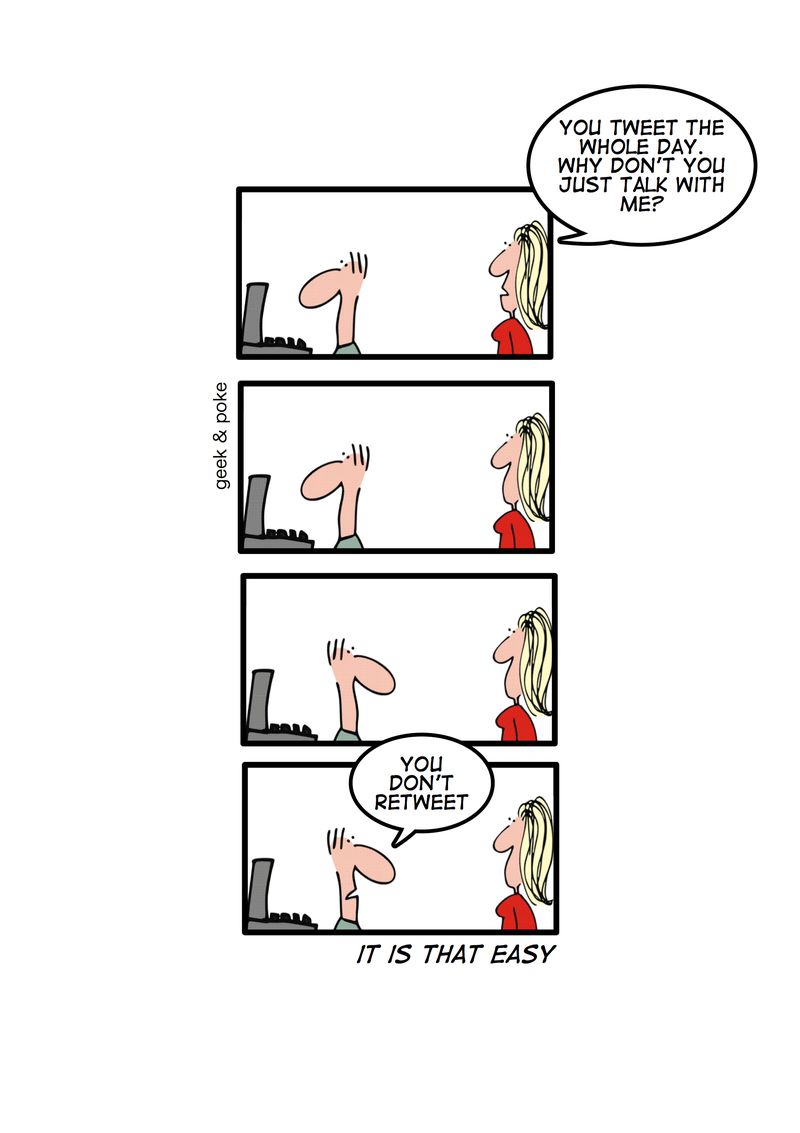 YOU TWEET THE
WHOLE DAY.
WHY DON'T YOU
JUST TALK WITH
ME?
geek & poke
YOU
DON'T
RETWEET
IT IS THAT EASY